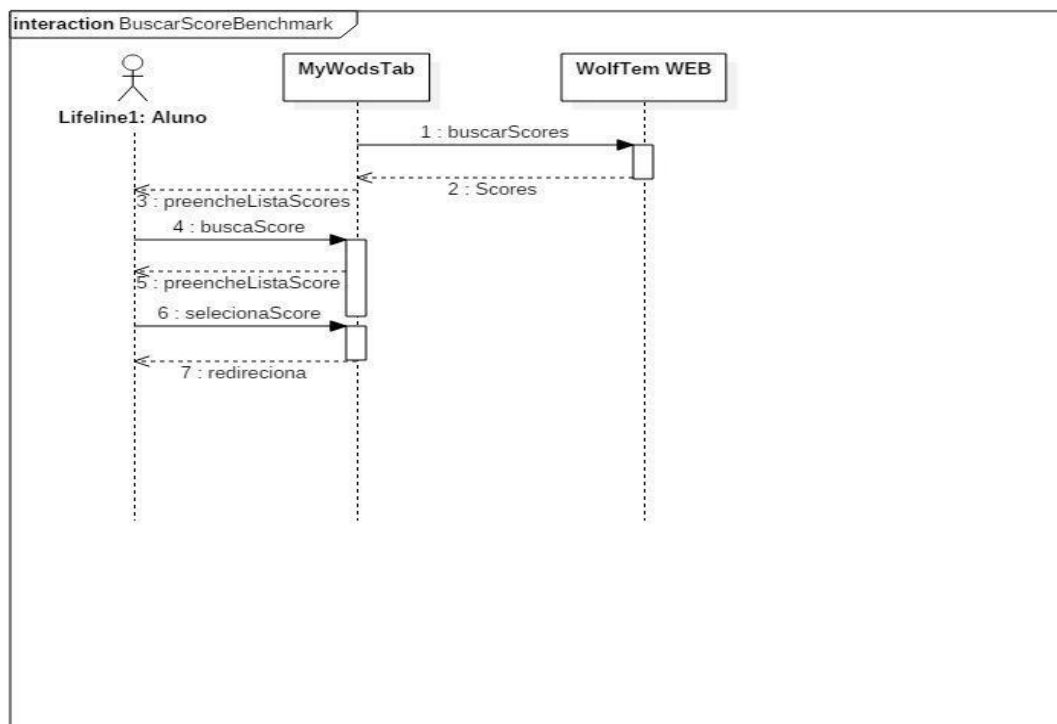 interaction BuscarScoreBenchmark
MyWodsTab
WolfTem WEB
Lifeline1: Aluno
1 : buscarScores
2 : Scores
3 : preencheListaScores
4 : buscaScore
5 : preencheListaScore
6 : selecionaScore
7 : redireciona